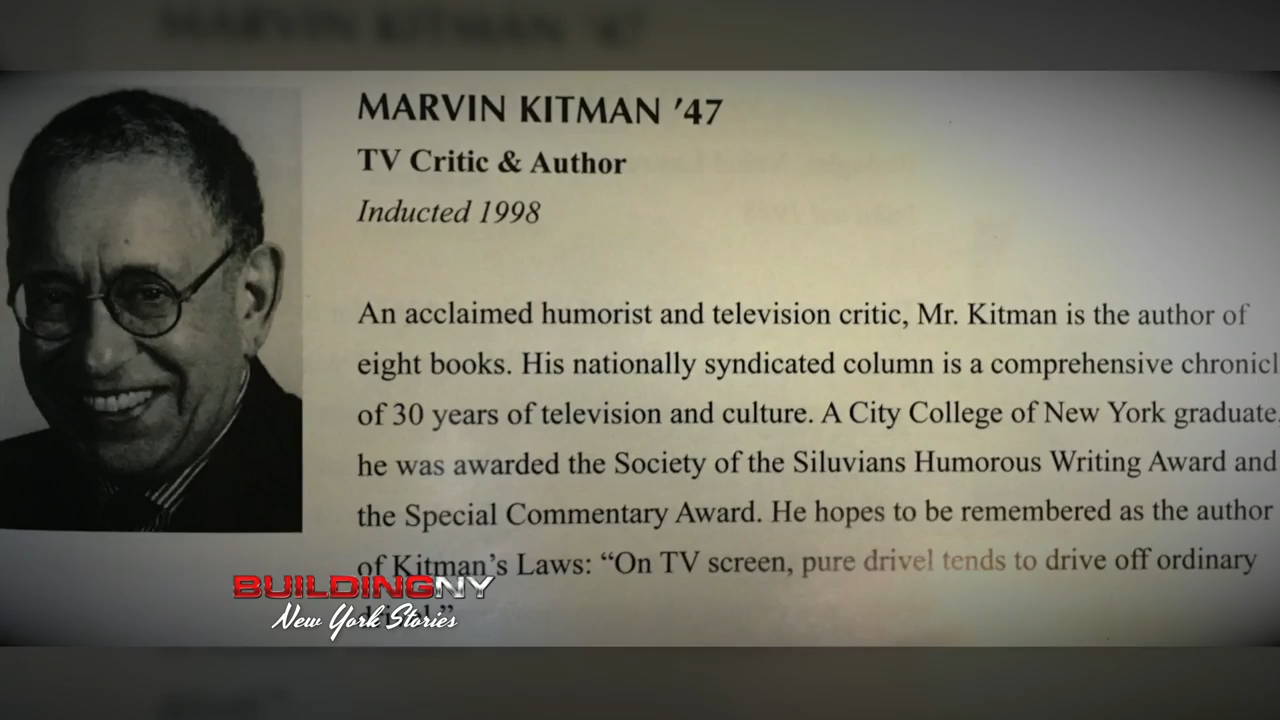 MARVIN KITMAN ’47
TV Critic & Author
Inducted 1998
An acclaimed humorist and television critic, Mr. Kitman is the author of
eight books. His nationally syndicated column is a comprehensive chronicl
of 30 years of television and culture. A City College of New York graduate,
he was awarded the Society of the Siluvians Humorous Writing Award and
the Special Commentary Award. He hopes to be remembered as the author
of Kitman’s Laws: “On TV screen, pure drivel tends to drive off ordinary
BUILDINGNY
New York Stories